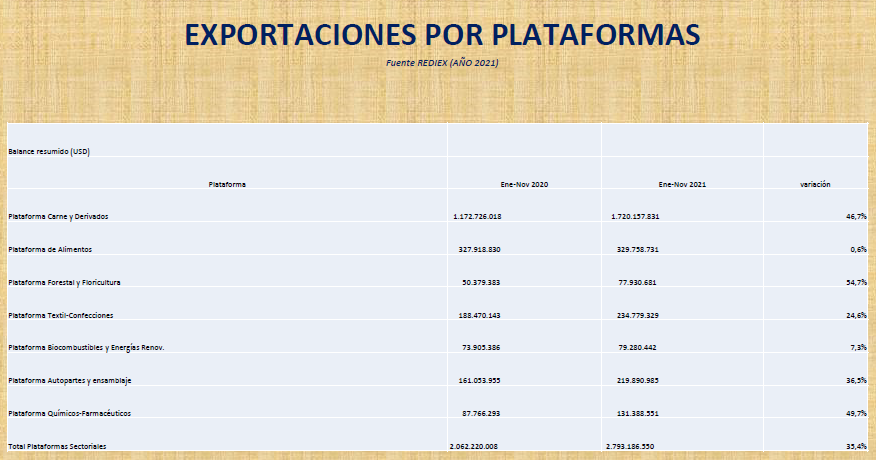 EXPORTACIONES POR PLATAFORMAS
Fuente REDIEX (AÑO 2021)
Balance resumido (USD)
Plataforma Ene-Nov 2020 Ene-Nov 2021 variación
Plataforma Carne y Derivados 1.172.726.018 1.720.157.831 46,7%
Plataforma de Alimentos 327.918.830 329.758.731 0,6%
Plataforma Forestal y Floricultura 50.379.383 77.930.681 54,7%
Plataforma Textil-Confecciones 188.470.143 234.779.329 24,6%
Plataforma Biocombustibles y Energías Renov. 73.905.386 79.280.442 7,3%
Plataforma Autopartes y ensamblaje 161.053.955 219.890.985 36,5%
Plataforma Químicos-Farmacéuticos 87.766.293 131.388.551 49,7%
Total Plataformas Sectoriales 2.062.220.008 2.793.186.550 35,4%